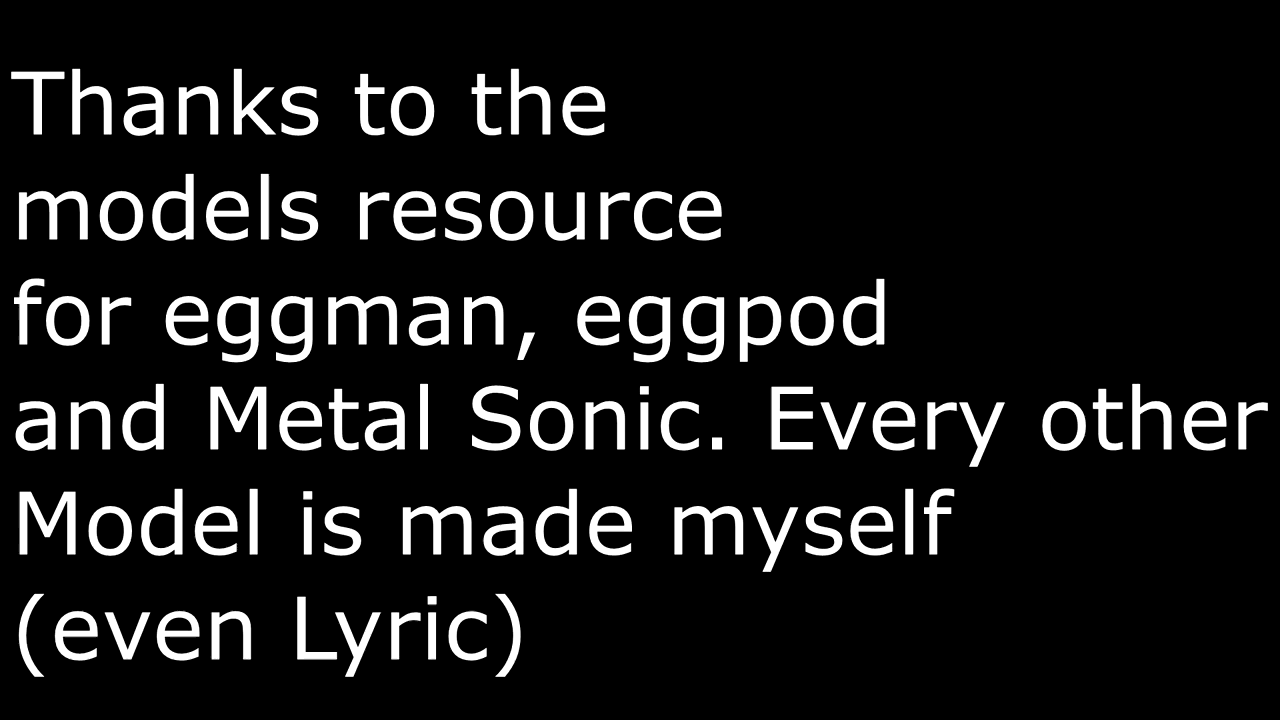 Thanks to the
models resource
for eggman, eggpod
and Metal Sonic. Every other
Model is made myself
(even Lyric)